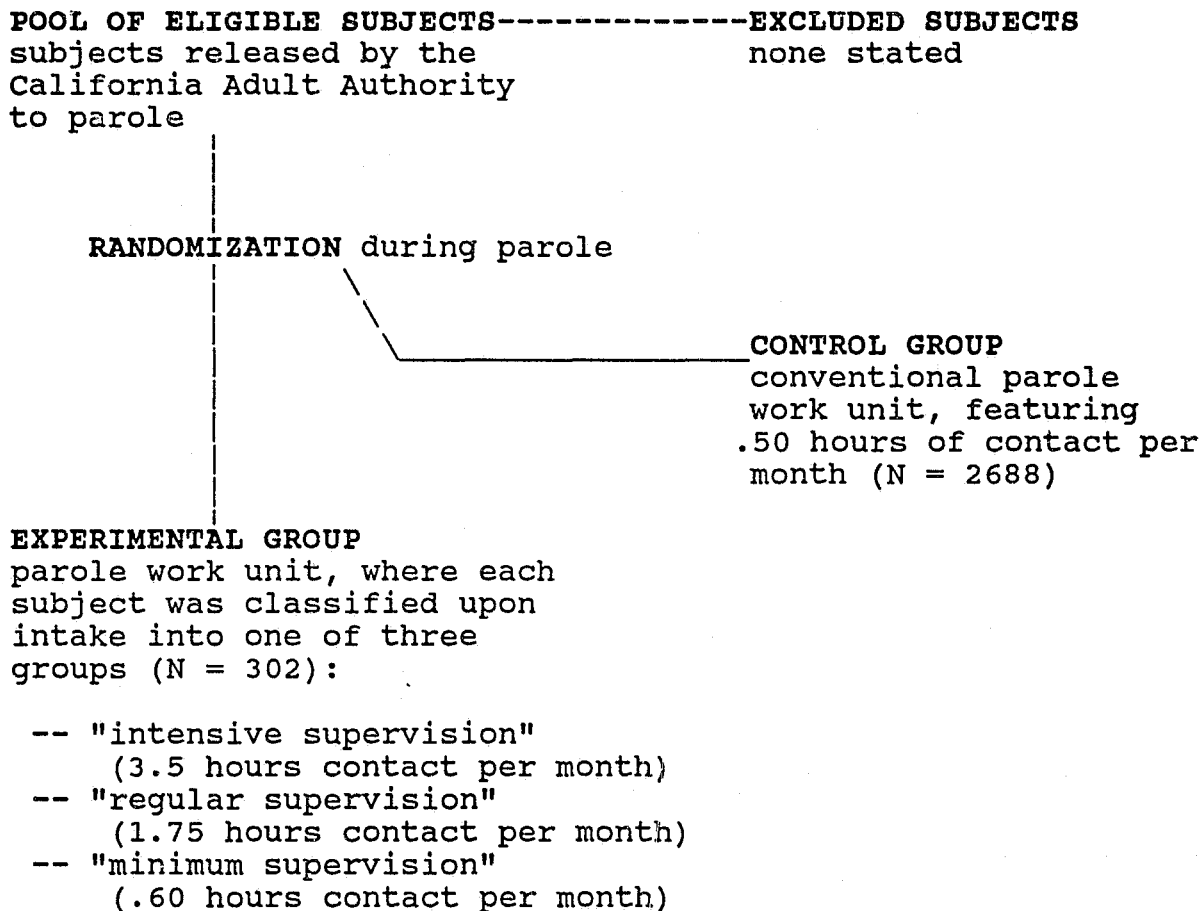 POOL OF ELIGIBLE SUBJECTS-------------EXCLUDED SUBJECTS
subjects released by the none stated
California Adult Authority
to parole
RANDOMIZATION during parole
CONTROL GROUP
conventional parole
work unit, featuring
.50 hours of contact per
month (N = 2688)
EXPERIMENTAL GROUP
parole work unit, where each
subject was classified upon
intake into one of three
groups (N = 302):
-- "intensive supervision"
(3.5 hours contact per month)
-- "regular supervision"
(1.75 hours contact per month)
-- "minimum supervision"
(.60 hours contact per month)